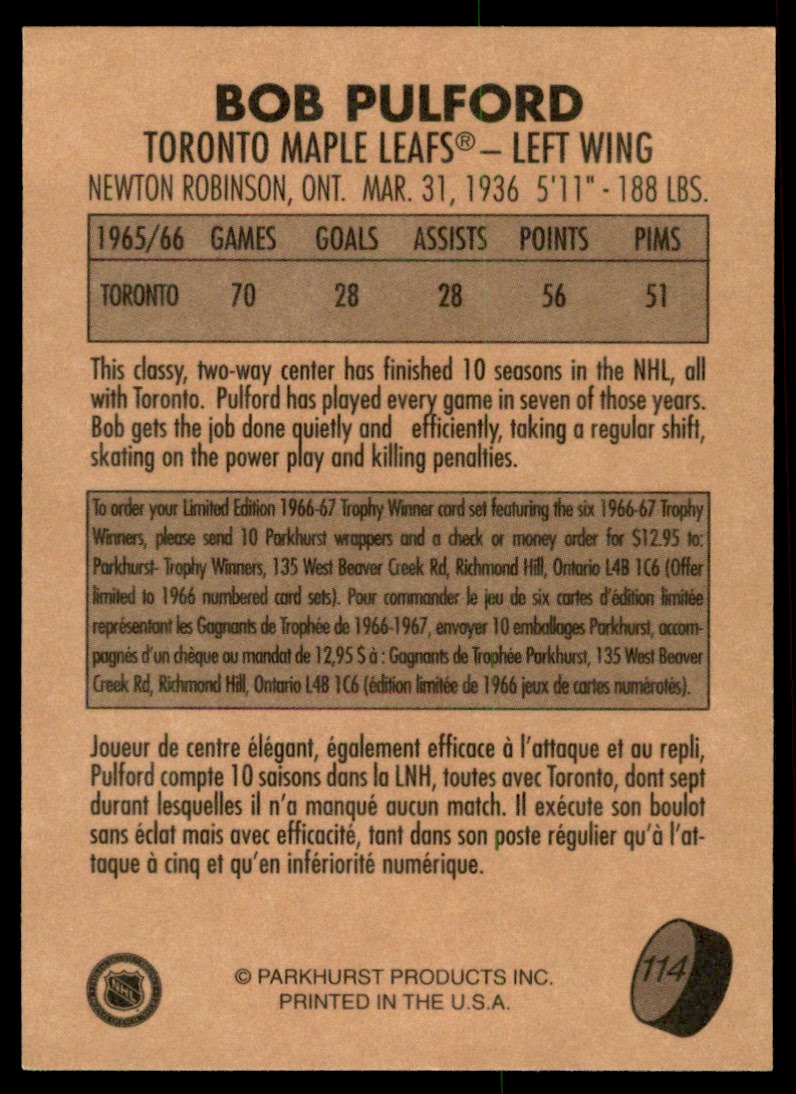 BOB PULFORD
TORONTO MAPLE LEAFS® – LEFT WING
NEWTON ROBINSON, ONT. MAR. 31, 1936 5'11" - 188 LBS.
1965/66 GAMES GOALS ASSISTS POINTS PIMS
TORONTO 70 28 28 56 51
This classy, two-way center has finished 10 seasons in the NHL, all
with Toronto. Pulford has played every game in seven of those years.
Bob gets the job done quietly and efficiently, taking a regular shift,
skating on the power play and killing penalties.
To order your Limited Edition 1966-67 Trophy Winner card set featuring the six 1966-67 Trophy
Winners, please send 10 Parkhurst wrappers and a check or money order for $12.95 to:
Parkhurst- Trophy Winners, 135 West Beaver Creek Rd, Richmond Hill, Ontario L4B 1C6 (Offer
limited to 1966 numbered card sets). Pour commander le jeu de six cartes d'édition limitée
représentant les Gagnants de Trophée de 1966-1967, envoyer 10 emballages Parkhurst, accom-
pagnés d'un chèque ou mandat de 12,95 $ à : Gagnants de Trophée Parkhurst, 135 West Beaver
Creek Rd, Richmond Hill, Ontario L4B 1C6 (édition limitée de 1966 jeux de cartes numérotés).
Joueur de centre élégant, également efficace à l'attaque et au repli,
Pulford compte 10 saisons dans la LNH, toutes avec Toronto, dont sept
durant lesquelles il n'a manqué aucun match. Il exécute son boulot
sans éclat mais avec efficacité, tant dans son poste régulier qu'à l'at-
taque à cinq et qu'en infériorité numérique.
NHL
© PARKHURST PRODUCTS INC.
PRINTED IN THE U.S.A.
114